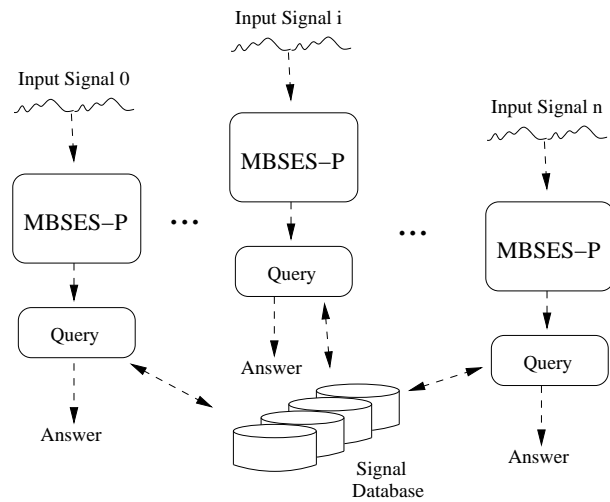 Input Signal i
Input Signal 0
Input Signal n
MBSES–P
...
MBSES–P
...
MBSES–P
Query
Query
Query
Answer
Answer
Answer
Signal
Database